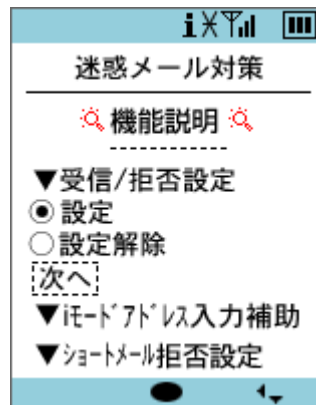 迷惑メール対策
機能説明
▼受信/拒否設定
設定
設定解除
次へ
▼iﾓｰﾄﾞｱﾄﾞﾚｽ入力補助
▼ｼｮｰﾄﾒｰﾙ拒否設定